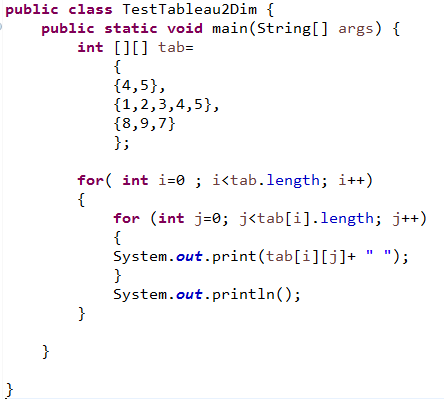 public class TestTableau2Dim {
public static void main(String[] args) {
int [][] tab=
{
{4,5},
{1,2,3,4,5},
{8,9,7}
};
for( int i=0 ; i<tab.length; i++)
{
for (int j=0; j<tab[i].length; j++)
{
System.out.print(tab[i][j]+ " ");
}
System.out.println();
}
}
}